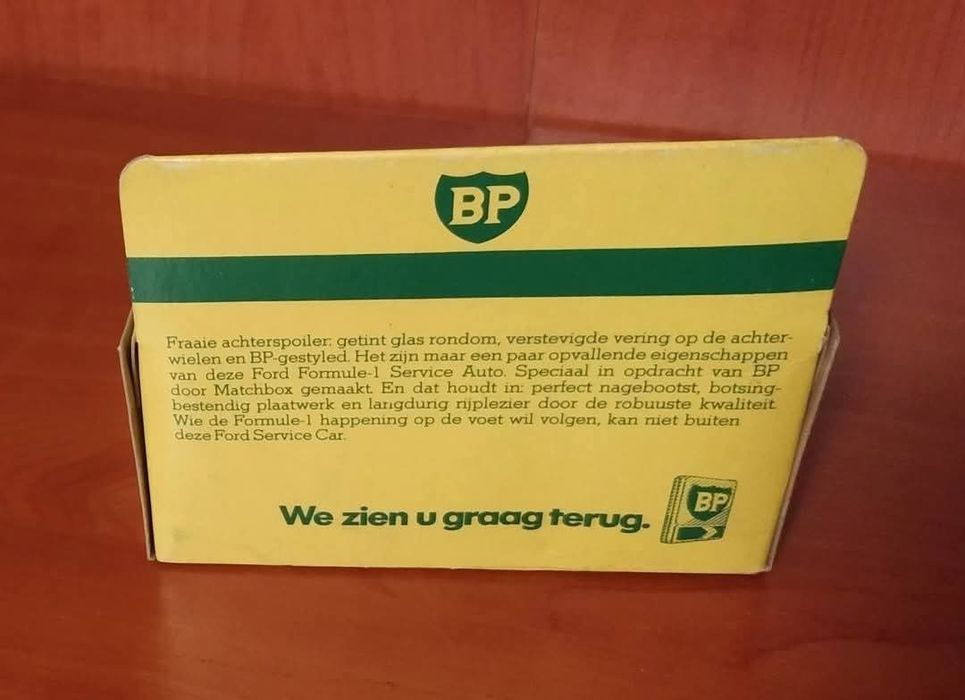 BP
Fraaie achterspoiler: getint glas rondom, verstevigde vering op de achter-
wielen en BP-gestyled. Het zijn maar een paar opvallende eigenschappen
van deze Ford Formule-1 Service Auto. Speciaal in opdracht van BP
door Matchbox gemaakt. En dat houdt in: perfect nagebootst, botsing-
bestendig plaatwerk en langdurig rijplezier door de robuuste kwaliteit.
Wie de Formule-1 happening op de voet wil volgen, kan niet buiten
deze Ford Service Car.
We zien u graag terug.
BP